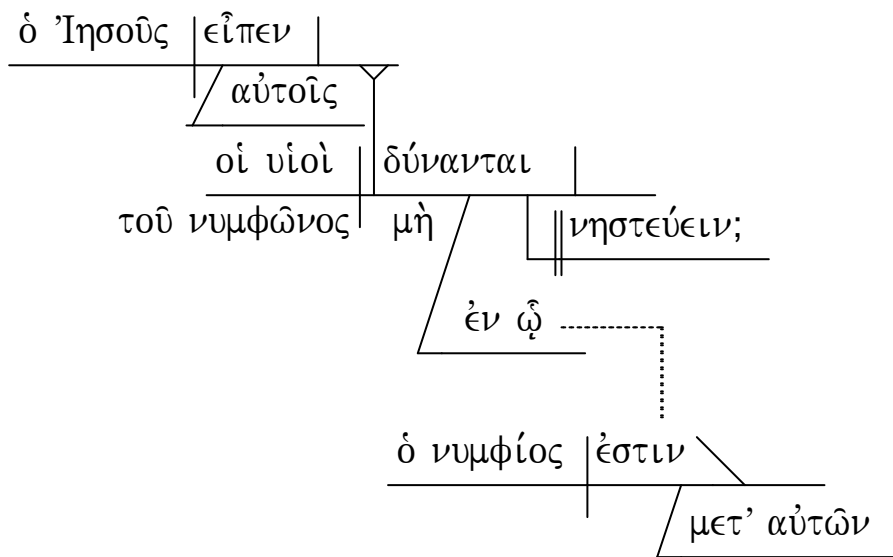 ὁ Ἰησοῦς εἶπεν
αὐτοῖς
οἱ υἱοὶ δύνανται
τοῦ νυμφῶνος μὴ νηστεύειν;
ἐν ᾧ
ὁ νυμφίος ἐστιν
μετ’ αὐτῶν